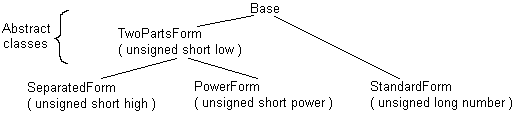 Base
Abstract
classes
TwoPartsForm
( unsigned short low )
SeparatedForm
( unsigned short high )
PowerForm
( unsigned short power )
StandardForm
( unsigned long number )